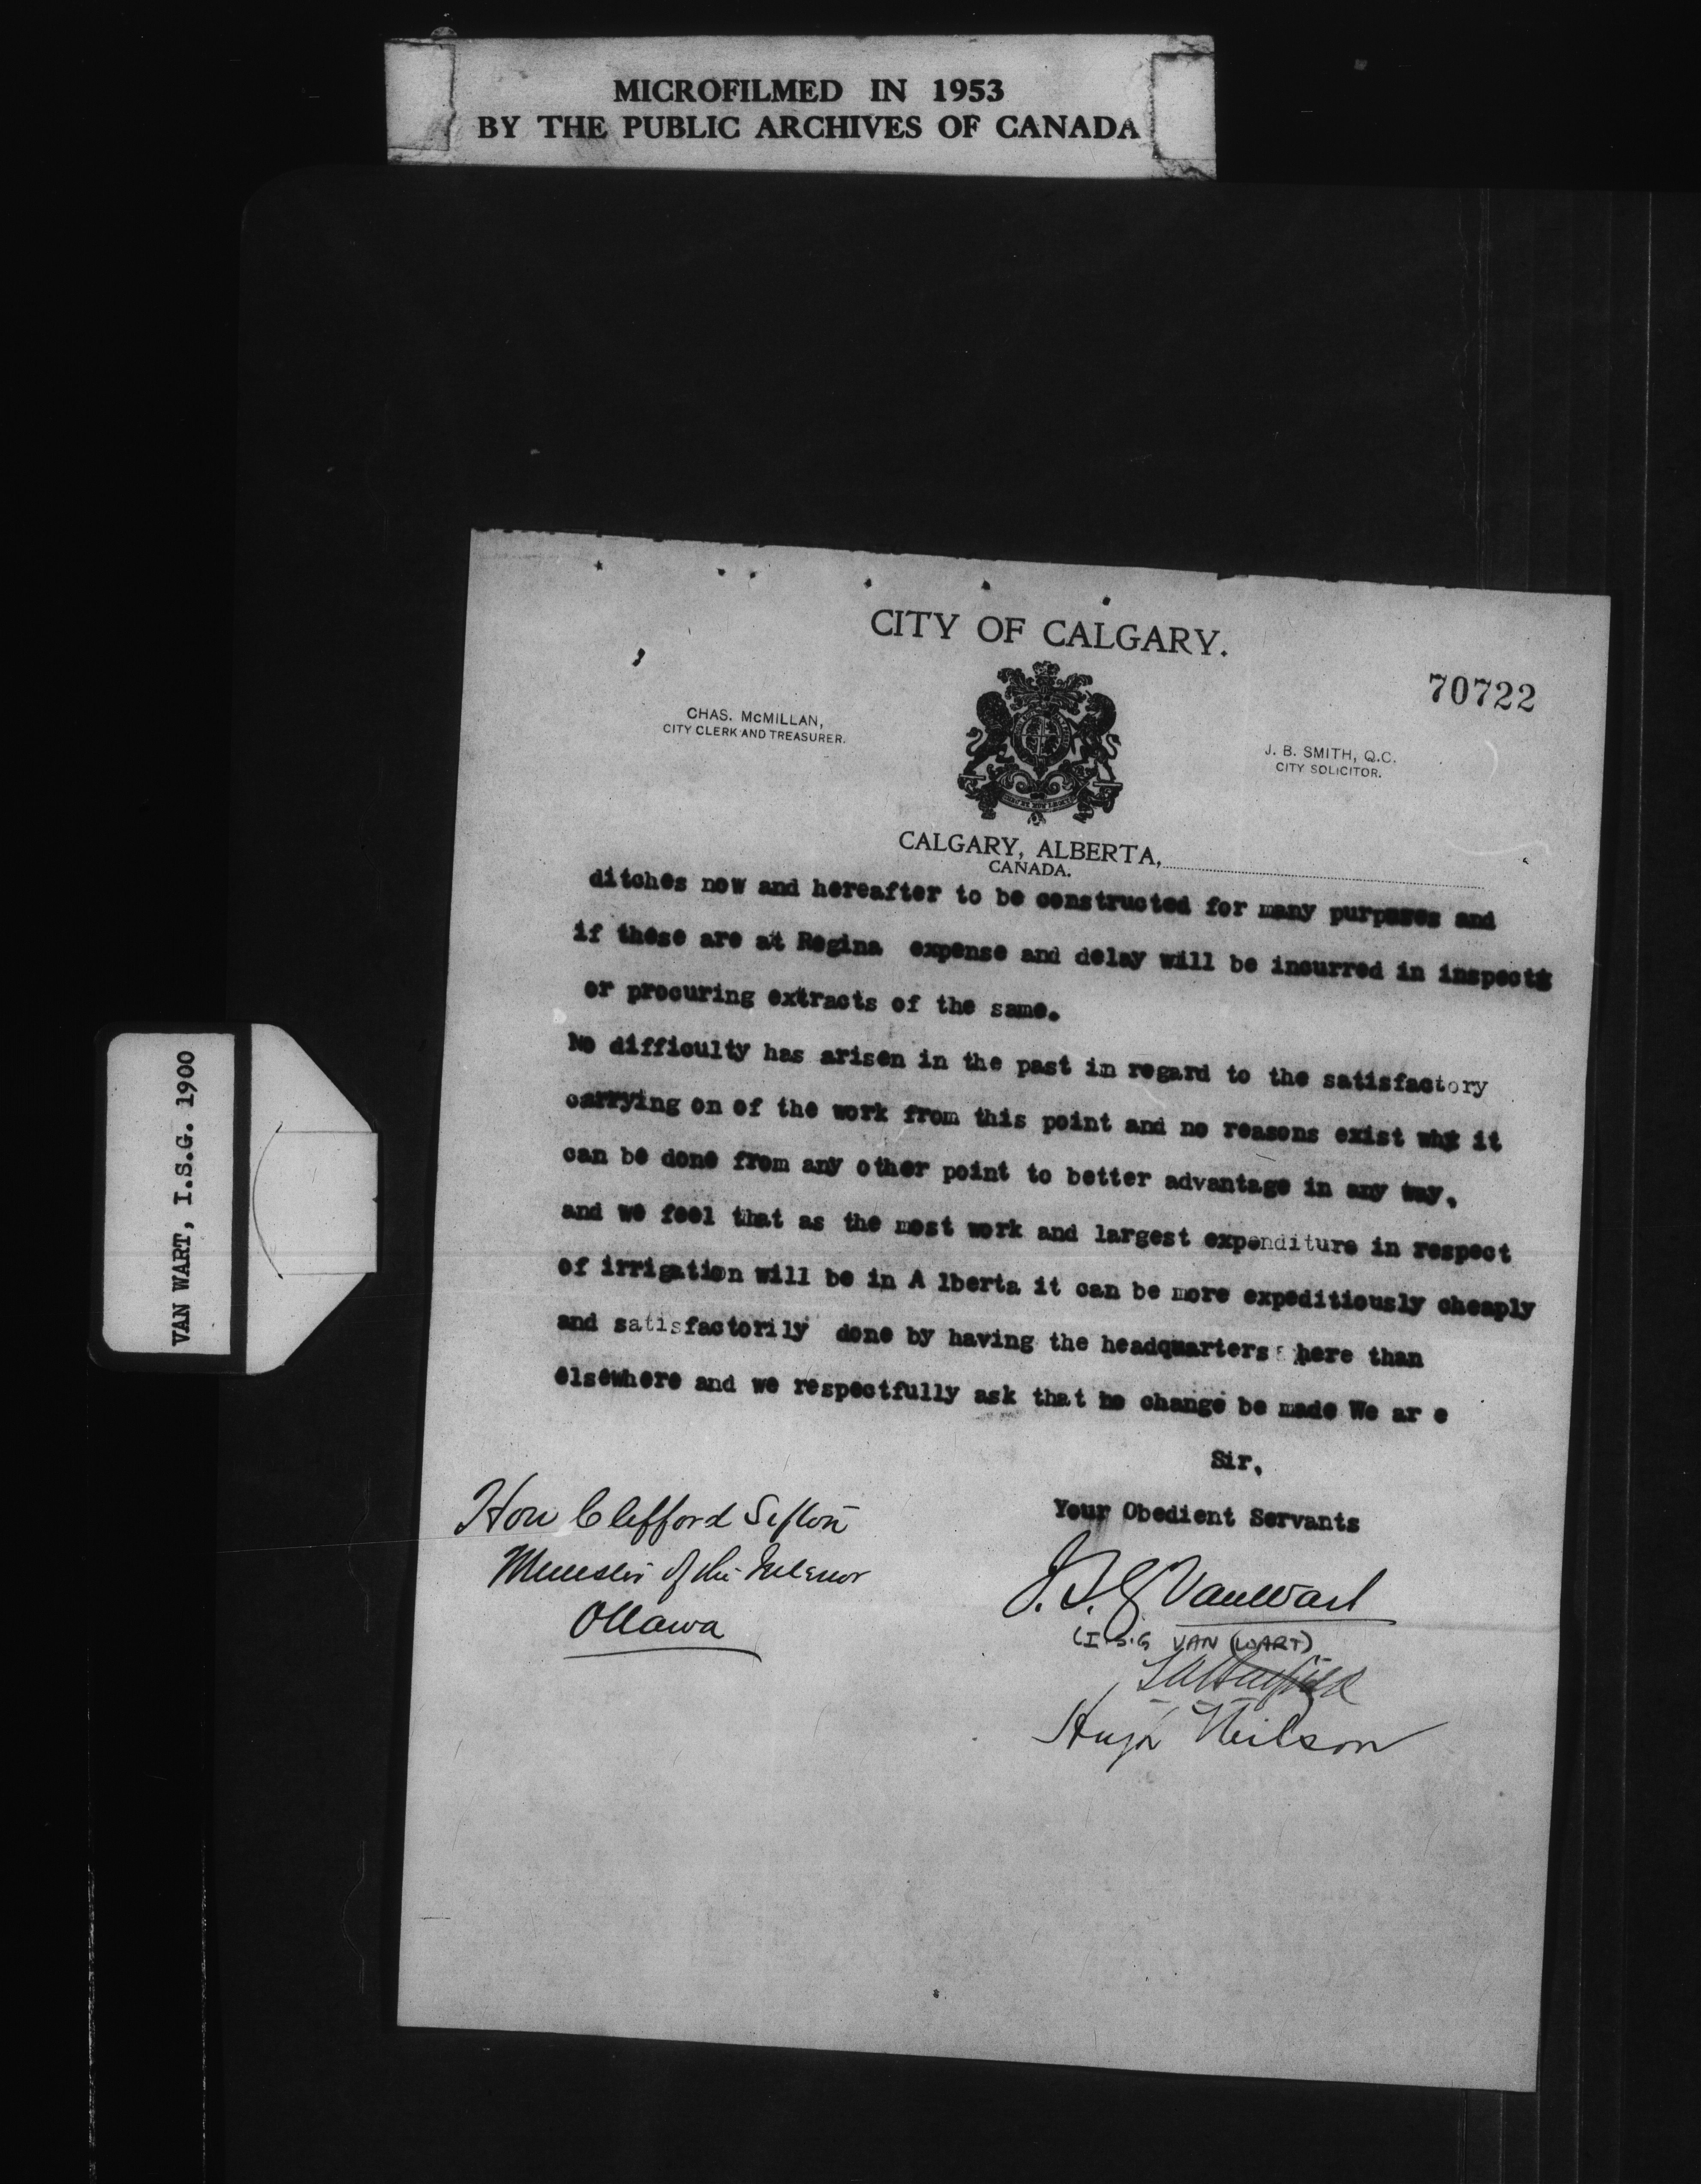 MICROFILMED IN 1953
BY THE PUBLIC ARCHIVES OF CANADA
VAN WART, I.S.G. 1900
CITY OF CALGARY.
70722
CHAS. McMILLAN,
CITY CLERK AND TREASURER.
J. B. SMITH, Q.C.
CITY SOLICITOR.
CALGARY, ALBERTA,
CANADA.
ditches now and hereafter to be constructed for many purposes and
if these are at Regina expense and delay will be incurred in inspect
or procuring extracts of the same.
No difficulty has arisen in the past in regard to the satisfactory
carrying on of the work from this point and no reasons exist why it
can be done from any other point to better advantage in any way.
and we feel that as the most work and largest expenditure in respect
of irrigation will be in A lberta it can be more expeditiously cheaply
and satisfactorily done by having the headquarters here than
elsewhere and we respectfully ask that no change be made We ar e
Sir,
Your Obedient Servants
Hon Clifford Sifton
Minister of the Interior
Ottawa
I.S.G. VanWart
(I.S.G VAN WART)
Hugh Neilson